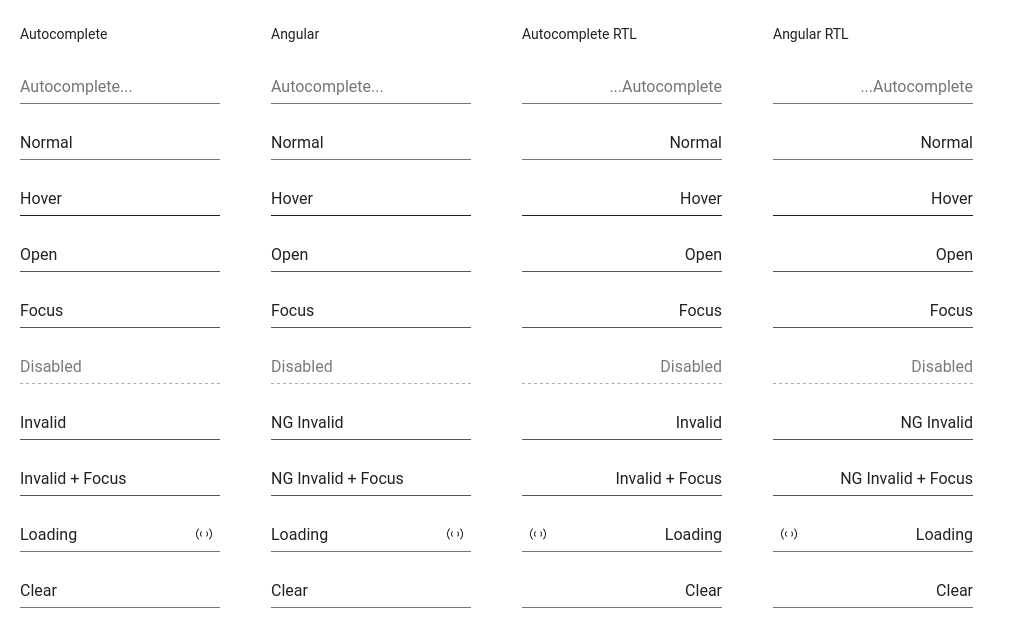 Autocomplete Angular Autocomplete RTL Angular RTL
Autocomplete... Autocomplete... ...Autocomplete ...Autocomplete
Normal Normal Normal Normal
Hover Hover Hover Hover
Open Open Open Open
Focus Focus Focus Focus
Disabled Disabled Disabled Disabled
Invalid NG Invalid Invalid NG Invalid
Invalid + Focus NG Invalid + Focus Invalid + Focus NG Invalid + Focus
Loading Loading Loading Loading
Clear Clear Clear Clear